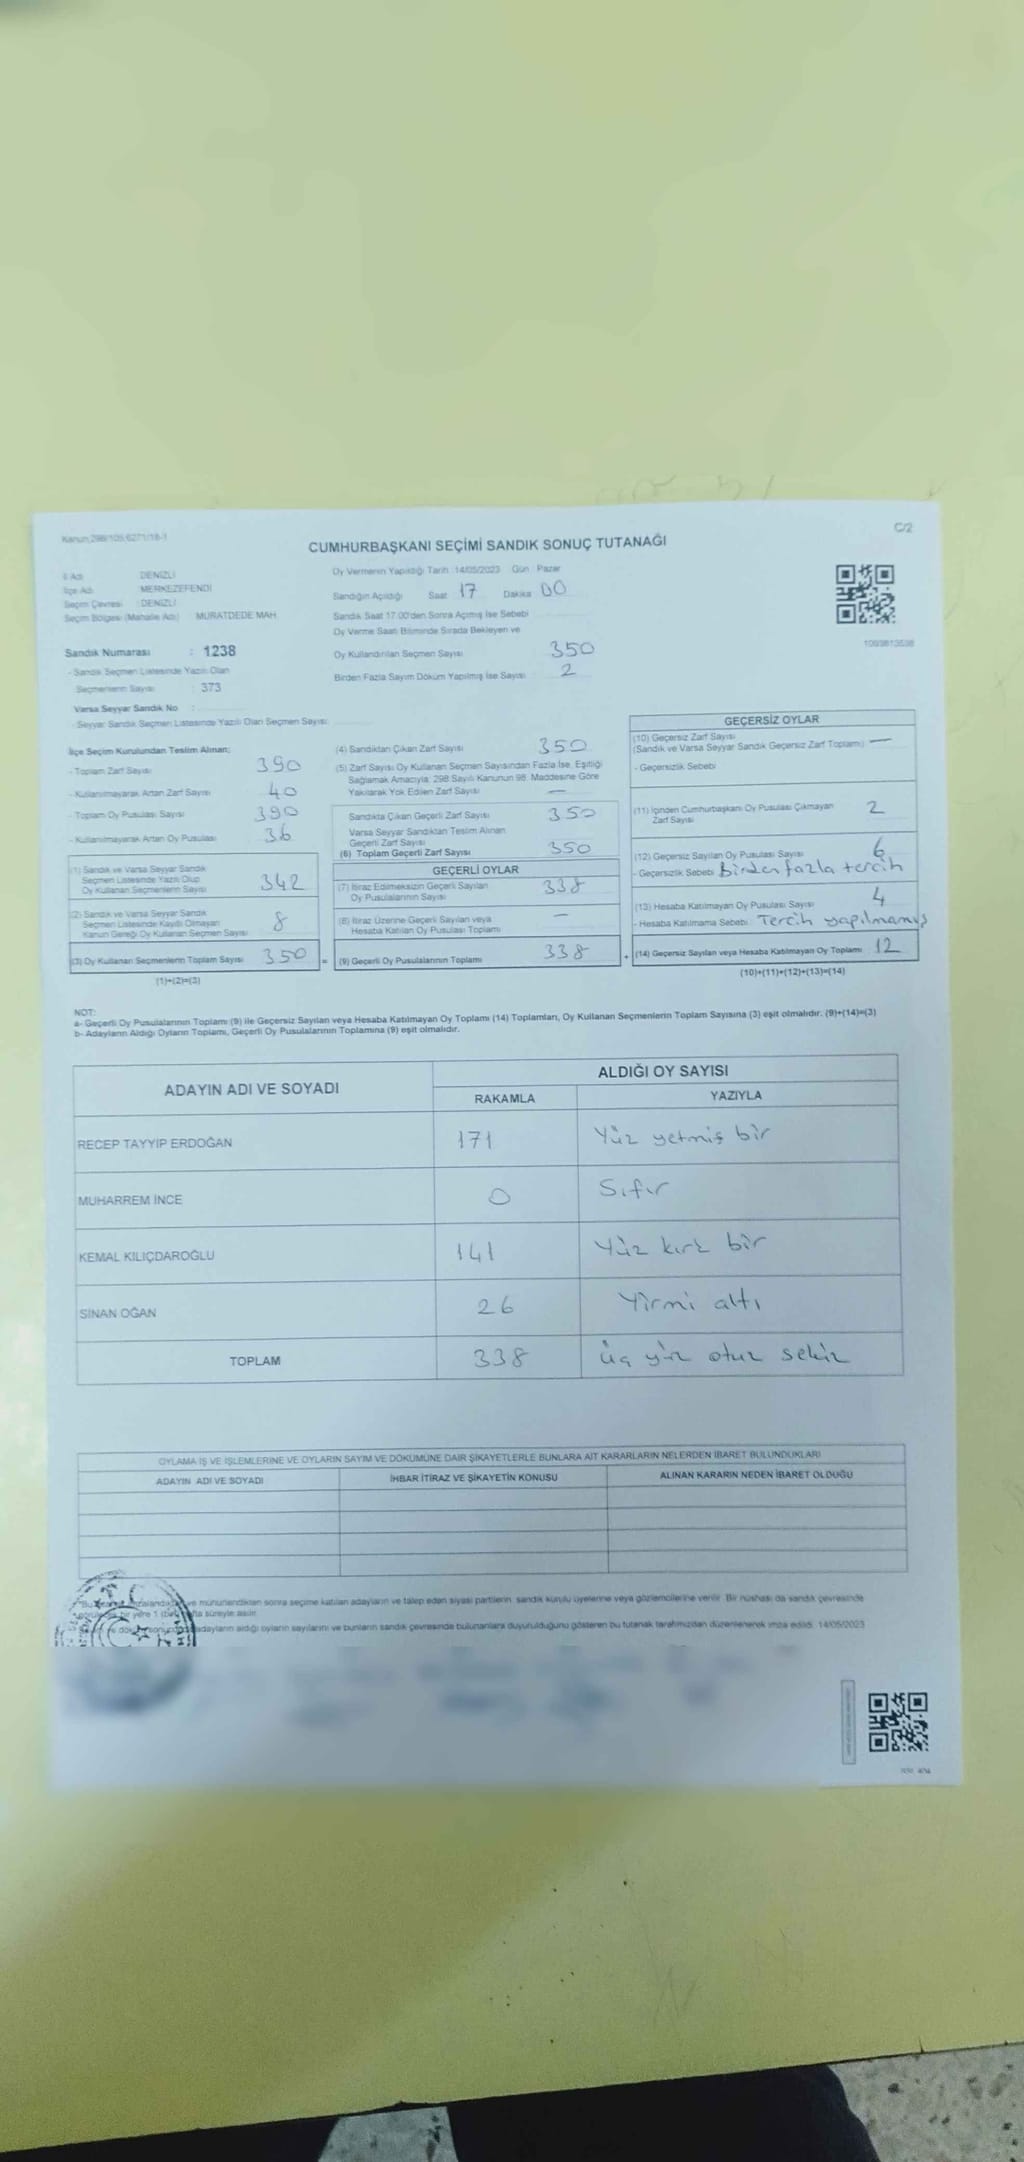 Kanun:298/105,6271/18-1
C/2
CUMHURBAŞKANI SEÇİMİ SANDIK SONUÇ TUTANAĞI
İl Adı DENİZLİ
İlçe Adı MERKEZEFENDİ
Seçim Çevresi : DENİZLİ
Seçim Bölgesi (Mahalle Adı) MURATDEDE MAH.
Sandık Numarası : 1238
- Sandık Seçmen Listesinde Yazılı Olan
Seçmenlerin Sayısı 373
Varsa Seyyar Sandık No :
- Seyyar Sandık Seçmen Listesinde Yazılı Olan Seçmen Sayısı
Oy Vermenin Yapıldığı Tarih :14/05/2023 Gün : Pazar
Sandığın Açıldığı Saat 17 Dakika 00
Sandık Saat 17.00'den Sonra Açılmış İse Sebebi
Oy Verme Saati Bitiminde Sırada Bekleyen ve
Oy Kullandırılan Seçmen Sayısı 350
Birden Fazla Sayım Döküm Yapılmış İse Sayısı 2
İlçe Seçim Kurulundan Teslim Alınan;
- Toplam Zarf Sayısı 390
- Kullanılmayarak Artan Zarf Sayısı 40
- Toplam Oy Pusulası Sayısı 390
- Kullanılmayarak Artan Oy Pusulası 36
(1) Sandık ve Varsa Seyyar Sandık
Seçmen Listesinde Yazılı Olup
Oy Kullanan Seçmenlerin Sayısı 342
(2) Sandık ve Varsa Seyyar Sandık
Seçmen Listesinde Kayıtlı Olmayan
Kanun Gereği Oy Kullanan Seçmen Sayısı 8
(3) Oy Kullanan Seçmenlerin Toplam Sayısı 350 =
(1)+(2)=(3)
(4) Sandıktan Çıkan Zarf Sayısı 350
(5) Zarf Sayısı Oy Kullanan Seçmen Sayısından Fazla İse, Eşitliği
Sağlamak Amacıyla; 298 Sayılı Kanunun 98. Maddesine Göre
Yakılarak Yok Edilen Zarf Sayısı —
Sandıkta Çıkan Geçerli Zarf Sayısı 350
Varsa Seyyar Sandıktan Teslim Alınan
Geçerli Zarf Sayısı
(6) Toplam Geçerli Zarf Sayısı 350
GEÇERLİ OYLAR
(7) İtiraz Edilmeksizin Geçerli Sayılan
Oy Pusulalarının Sayısı 338
(8) İtiraz Üzerine Geçerli Sayılan veya
Hesaba Katılan Oy Pusulası Toplamı —
(9) Geçerli Oy Pusulalarının Toplamı 338 +
GEÇERSİZ OYLAR
(10) Geçersiz Zarf Sayısı
(Sandık ve Varsa Seyyar Sandık Geçersiz Zarf Toplamı) —
- Geçersizlik Sebebi
(11) İçinden Cumhurbaşkanı Oy Pusulası Çıkmayan
Zarf Sayısı 2
(12) Geçersiz Sayılan Oy Pusulası Sayısı 6
- Geçersizlik Sebebi Birden fazla tercih
(13) Hesaba Katılmayan Oy Pusulası Sayısı 4
- Hesaba Katılmama Sebebi Tercih yapılmamış
(14) Geçersiz Sayılan veya Hesaba Katılmayan Oy Toplamı 12
(10)+(11)+(12)+(13)=(14)
NOT:
a- Geçerli Oy Pusulalarının Toplamı (9) ile Geçersiz Sayılan veya Hesaba Katılmayan Oy Toplamı (14) Toplamları, Oy Kullanan Seçmenlerin Toplam Sayısına (3) eşit olmalıdır. (9)+(14)=(3)
b- Adayların Aldığı Oyların Toplamı, Geçerli Oy Pusulalarının Toplamına (9) eşit olmalıdır.
ADAYIN ADI VE SOYADI ALDIĞI OY SAYISI
RAKAMLA YAZIYLA
RECEP TAYYIP ERDOĞAN 171 Yüz yetmiş bir
MUHARREM İNCE 0 Sıfır
KEMAL KILIÇDAROĞLU 141 Yüz kırk bir
SİNAN OĞAN 26 Yirmi altı
TOPLAM 338 üç yüz otuz sekiz
OYLAMA İŞ VE İŞLEMLERİNE VE OYLARIN SAYIM VE DÖKÜMÜNE DAİR ŞİKAYETLERLE BUNLARA AİT KARARLARIN NELERDEN İBARET BULUNDUKLARI
ADAYIN ADI VE SOYADI İHBAR İTİRAZ VE ŞİKAYETİN KONUSU ALINAN KARARIN NEDEN İBARET OLDUĞU
mühürlendikten sonra seçime katılan adayların ve talep eden siyasi partilerin sandık kurulu üyelerine veya gözlemcilerine verilir. Bir nüshası da sandık çevresinde
bir yere 1 süreyle asılır.
adayların aldığı oyların sayılarını ve bunların sandık çevresinde bulunanlara duyurulduğunu gösteren bu tutanak tarafımızdan düzenlenerek imza edildi. 14/05/2023